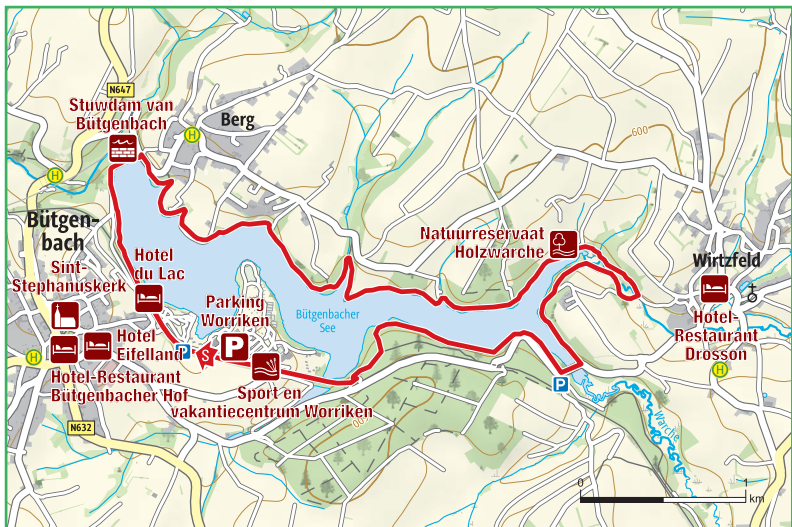 N647
Stuwdam van
Bütgenbach
Berg
H
H
600
Natuurreservaat
Holzwarche
Bütgen-
bach
Sint-
Stephanuskerk
Hotel
du Lac
Parking
Worriken
P
Bütgenbacher
See
Wirtzfeld
Hotel-
Restaurant
Drosson
H
Hotel
Eifelland
P
S
H
Hotel-Restaurant
Bütgenbacher Hof
Sport en
vakantiecentrum Worriken
P
600
Warche
N632
0
1
km